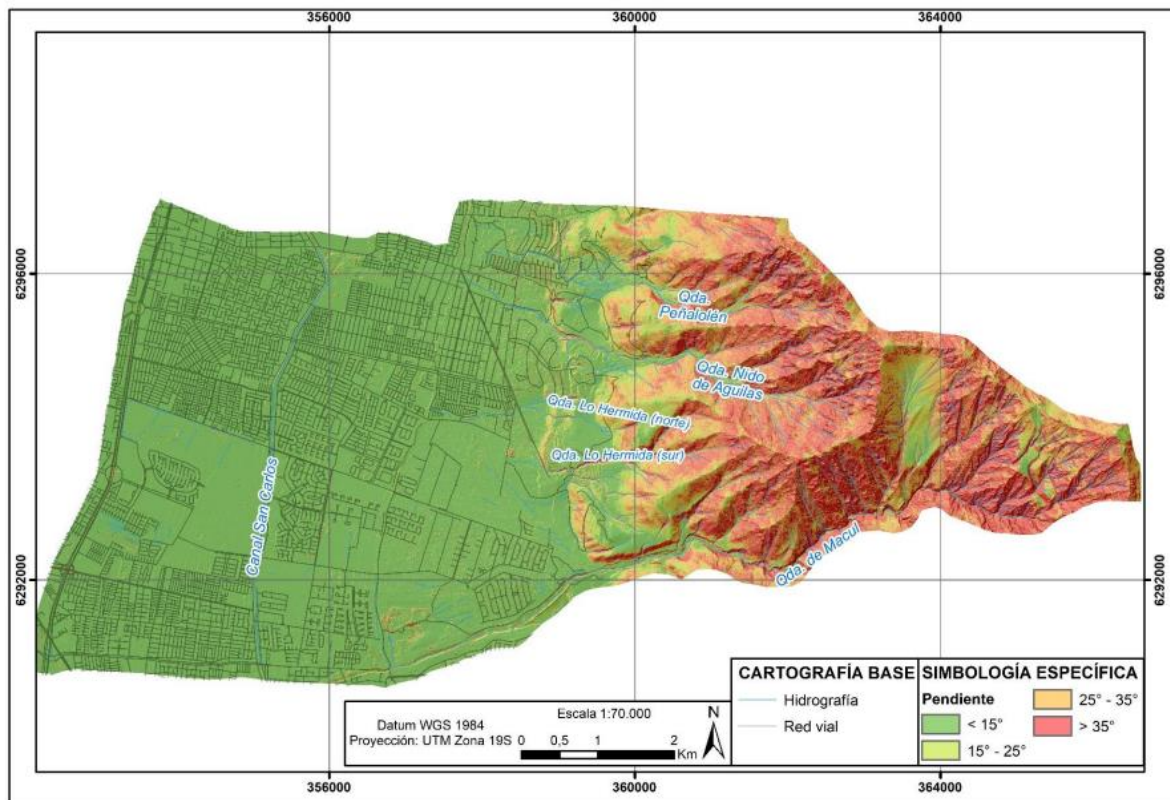 356000
360000
364000
6296000
6296000
Qda.
Peñalolén
Qda. Nido
de Aguilas
Qda. Lo Hermida (norte)
Qda. Lo Hermida (sur)
Canal San Carlos
Qda. de Macul
6292000
6292000
CARTOGRAFÍA BASE
Hidrografía
Red vial
SIMBOLOGÍA ESPECÍFICA
Pendiente
< 15°
15° - 25°
25° - 35°
> 35°
Escala 1:70.000
Datum WGS 1984
Proyección: UTM Zona 19S
0 0,5 1 2
Km
N
356000
360000
364000